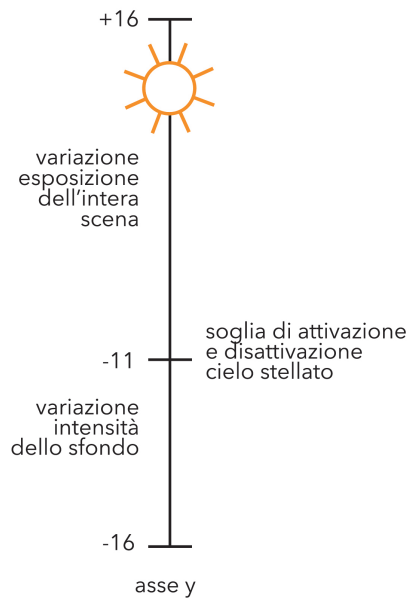 +16
variazione
esposizione
dell'intera
scena
soglia di attivazione
e disattivazione
cielo stellato
-11
variazione
intensità
dello sfondo
-16
asse y